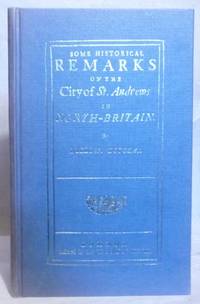 SOME HISTORICAL
REMARKS
ON THE
City of St. Andrews
IN
NORTH-BRITAIN.